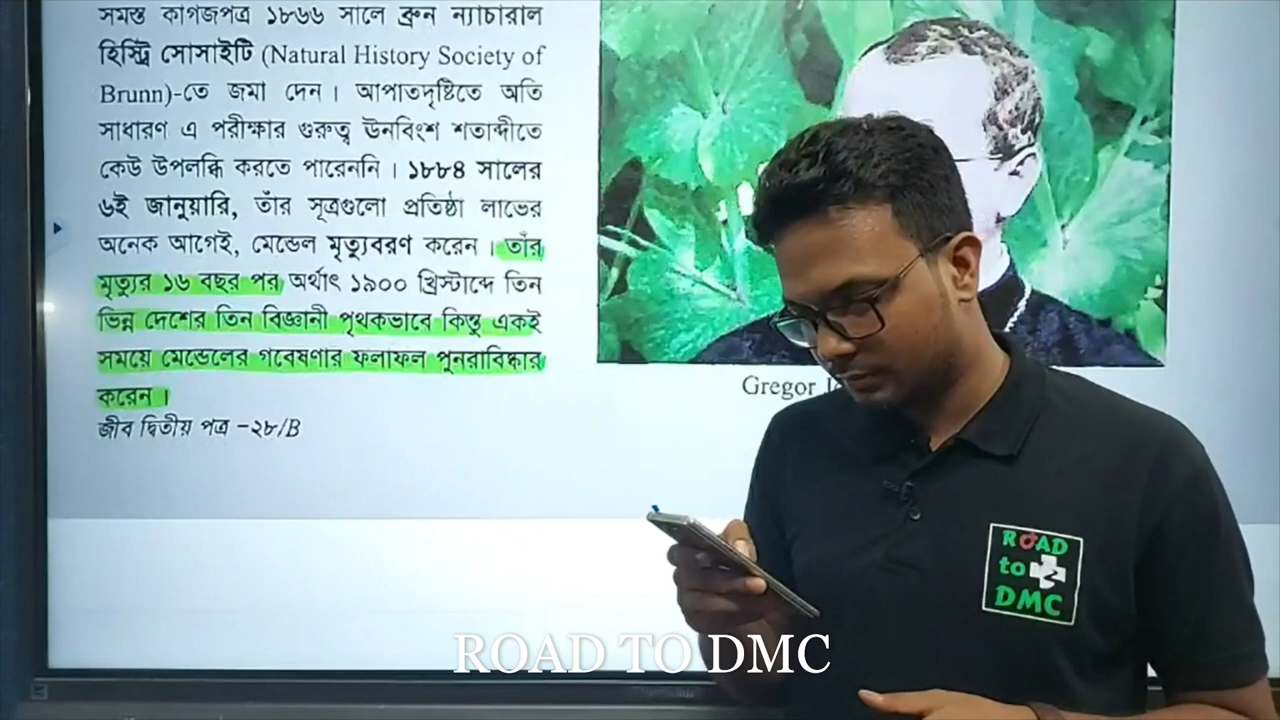 সমস্ত কাগজপত্র ১৮৬৬ সালে ব্রুন ন্যাচারাল
হিস্ট্রি সোসাইটি (Natural History Society of
Brunn)-তে জমা দেন। আপাতদৃষ্টিতে অতি
সাধারণ এ পরীক্ষার গুরুত্ব ঊনবিংশ শতাব্দীতে
কেউ উপলব্ধি করতে পারেননি। ১৮৮৪ সালের
৬ই জানুয়ারি, তাঁর সূত্রগুলো প্রতিষ্ঠা লাভের
অনেক আগেই, মেন্ডেল মৃত্যুবরণ করেন। তাঁর
মৃত্যুর ১৬ বছর পর অর্থাৎ ১৯০০ খ্রিস্টাব্দে তিন
ভিন্ন দেশের তিন বিজ্ঞানী পৃথকভাবে কিন্তু একই
সময়ে মেন্ডেলের গবেষণার ফলাফল পুনরাবিষ্কার
করেন।
জীব দ্বিতীয় পত্র –২৮/B
Gregor
ROAD
to
DMC
ROAD TO DMC